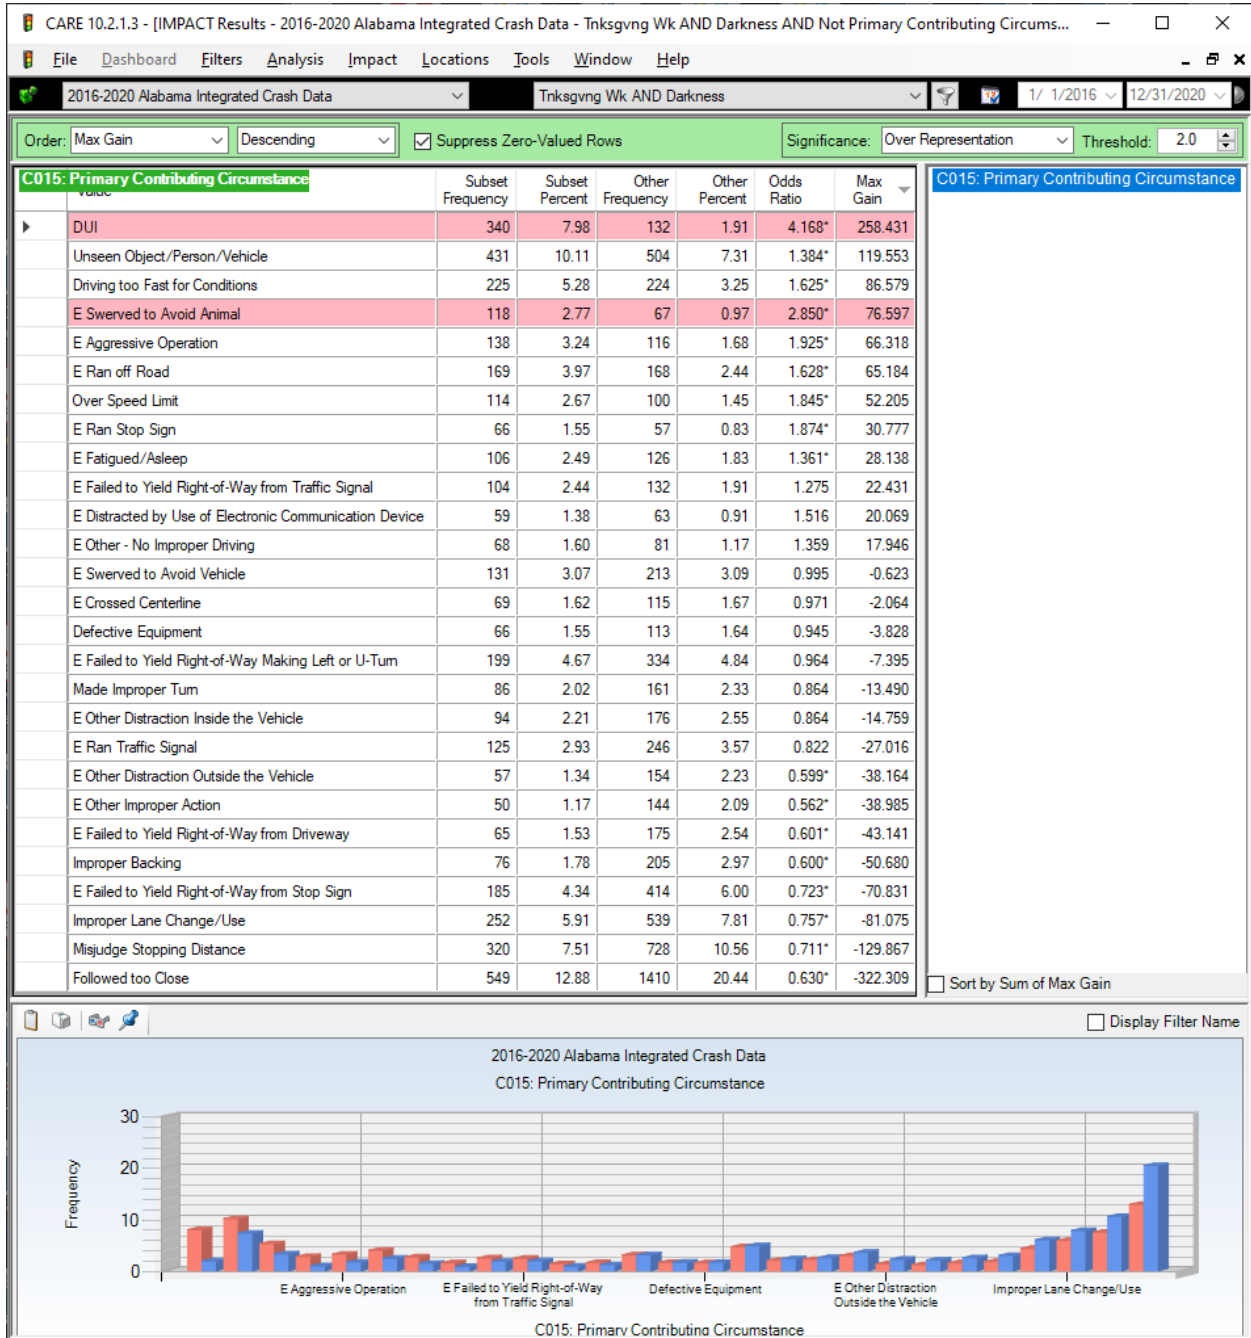 CARE 10.2.1.3 - [IMPACT Results - 2016-2020 Alabama Integrated Crash Data - Tnksgvng Wk AND Darkness AND Not Primary Contributing Circums...
File Dashboard Filters Analysis Impact Locations Tools Window Help
2016-2020 Alabama Integrated Crash Data Tnksgvng Wk AND Darkness 1/ 1/2016 12/31/2020
Order: Max Gain Descending Suppress Zero-Valued Rows Significance: Over Representation Threshold: 2.0
C015: Primary Contributing Circumstance Subset Frequency Subset Percent Other Frequency Other Percent Odds Ratio Max Gain C015: Primary Contributing Circumstance
DUI 340 7.98 132 1.91 4.168* 258.431
Unseen Object/Person/Vehicle 431 10.11 504 7.31 1.384* 119.553
Driving too Fast for Conditions 225 5.28 224 3.25 1.625* 86.579
E Swerved to Avoid Animal 118 2.77 67 0.97 2.850* 76.597
E Aggressive Operation 138 3.24 116 1.68 1.925* 66.318
E Ran off Road 169 3.97 168 2.44 1.628* 65.184
Over Speed Limit 114 2.67 100 1.45 1.845* 52.205
E Ran Stop Sign 66 1.55 57 0.83 1.874* 30.777
E Fatigued/Asleep 106 2.49 126 1.83 1.361* 28.138
E Failed to Yield Right-of-Way from Traffic Signal 104 2.44 132 1.91 1.275 22.431
E Distracted by Use of Electronic Communication Device 59 1.38 63 0.91 1.516 20.069
E Other - No Improper Driving 68 1.60 81 1.17 1.359 17.946
E Swerved to Avoid Vehicle 131 3.07 213 3.09 0.995 -0.623
E Crossed Centerline 69 1.62 115 1.67 0.971 -2.064
Defective Equipment 66 1.55 113 1.64 0.945 -3.828
E Failed to Yield Right-of-Way Making Left or U-Turn 199 4.67 334 4.84 0.964 -7.395
Made Improper Turn 86 2.02 161 2.33 0.864 -13.490
E Other Distraction Inside the Vehicle 94 2.21 176 2.55 0.864 -14.759
E Ran Traffic Signal 125 2.93 246 3.57 0.822 -27.016
E Other Distraction Outside the Vehicle 57 1.34 154 2.23 0.599* -38.164
E Other Improper Action 50 1.17 144 2.09 0.562* -38.985
E Failed to Yield Right-of-Way from Driveway 65 1.53 175 2.54 0.601* -43.141
Improper Backing 76 1.78 205 2.97 0.600* -50.680
E Failed to Yield Right-of-Way from Stop Sign 185 4.34 414 6.00 0.723* -70.831
Improper Lane Change/Use 252 5.91 539 7.81 0.757* -81.075
Misjudge Stopping Distance 320 7.51 728 10.56 0.711* -129.867
Followed too Close 549 12.88 1410 20.44 0.630* -322.309
Sort by Sum of Max Gain
Display Filter Name
2016-2020 Alabama Integrated Crash Data
C015: Primary Contributing Circumstance
30
20
10
0
Frequency
E Aggressive Operation
E Failed to Yield Right-of-Way
from Traffic Signal
Defective Equipment
E Other Distraction
Outside the Vehicle
Improper Lane Change/Use
C015: Primary Contributing Circumstance